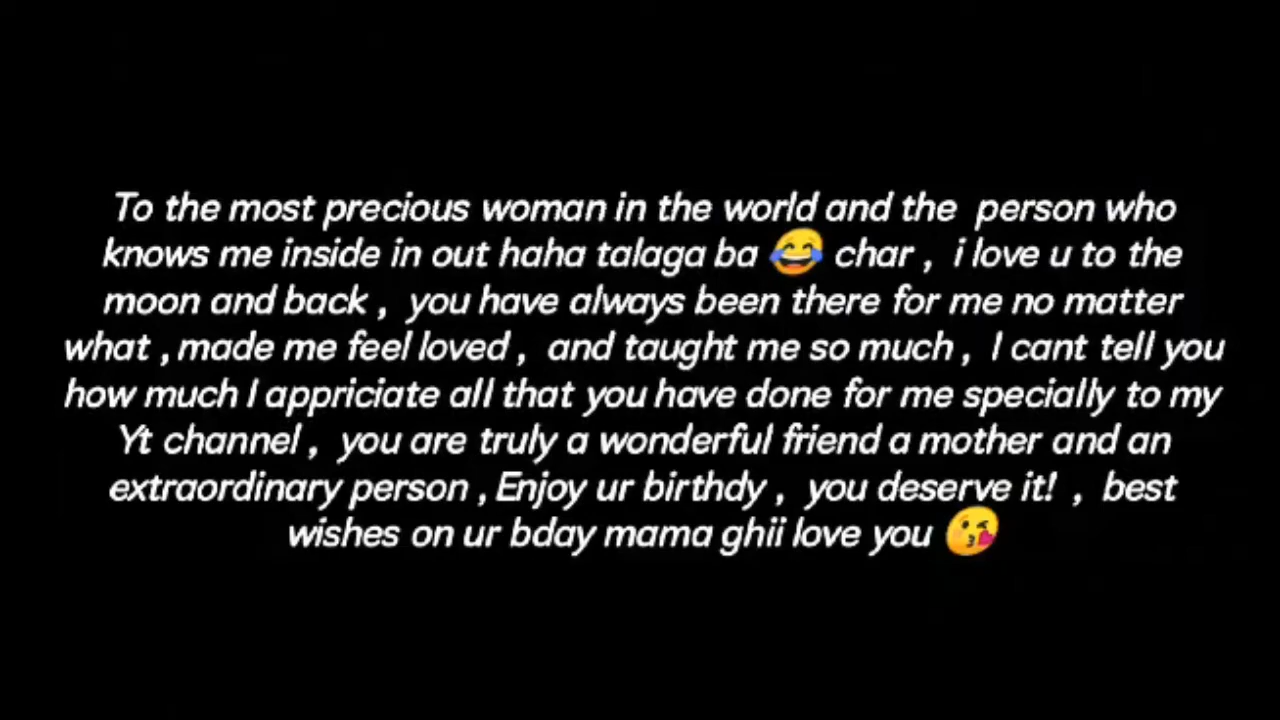 To the most precious woman in the world and the person who
knows me inside in out haha talaga ba 😂 char , i love u to the
moon and back , you have always been there for me no matter
what , made me feel loved , and taught me so much , I cant tell you
how much I appriciate all that you have done for me specially to my
Yt channel , you are truly a wonderful friend a mother and an
extraordinary person , Enjoy ur birthdy , you deserve it! , best
wishes on ur bday mama ghii love you 😘